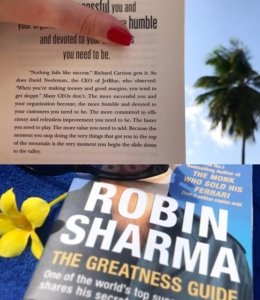 successful you and
your
more humble
and devoted to your
you need to be.
"Nothing fails like success." Richard Carrion gets it. So
does David Neeleman, the CEO of JetBlue, who observed:
"When you're making money and good margins, you tend to
get sloppy." Many CEOs don't. The more successful you and
your organization become, the more humble and devoted to
your customers you need to be. The more committed to effi-
ciency and relentless improvement you need to be. The faster
you need to play. The more value you need to add. Because the
moment you stop doing the very things that got you to the top
of the mountain is the very moment you begin the slide down
to the valley.
Bestselling Author of
THE MONK
WHO SOLD HIS
FERRARI
ROBIN
SHARMA
THE GREATNESS GUIDE
One of the world's top
shares his